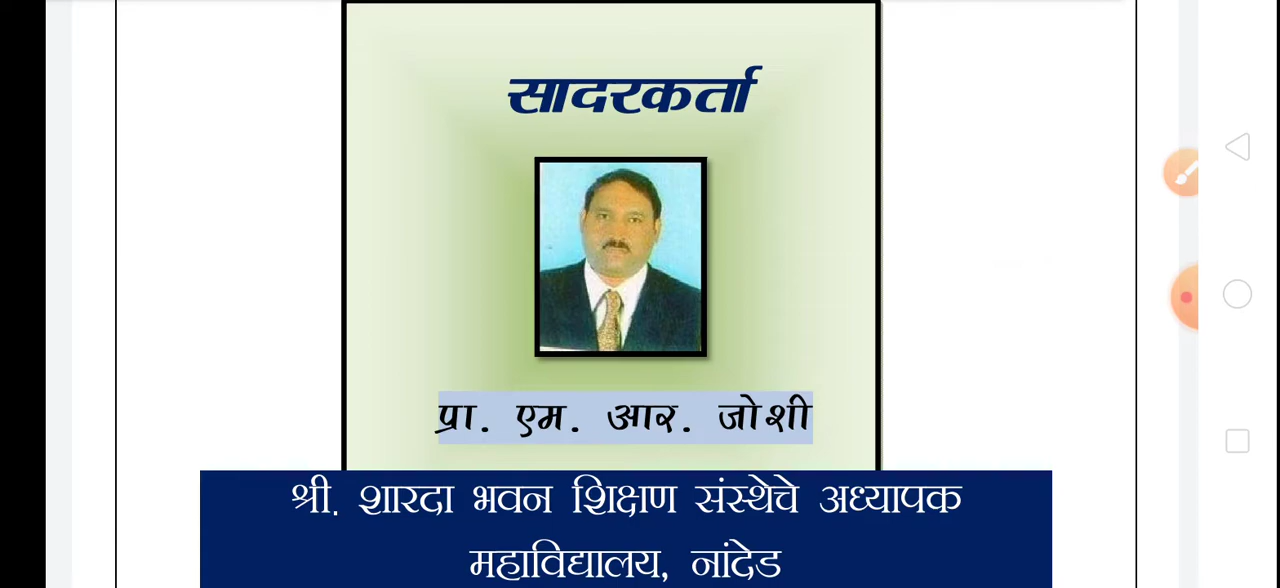 सादरकर्ता
प्रा. एम. आर. जोशी
श्री. शारदा भवन शिक्षण संस्थेचे अध्यापक
महाविद्यालय, नांदेड